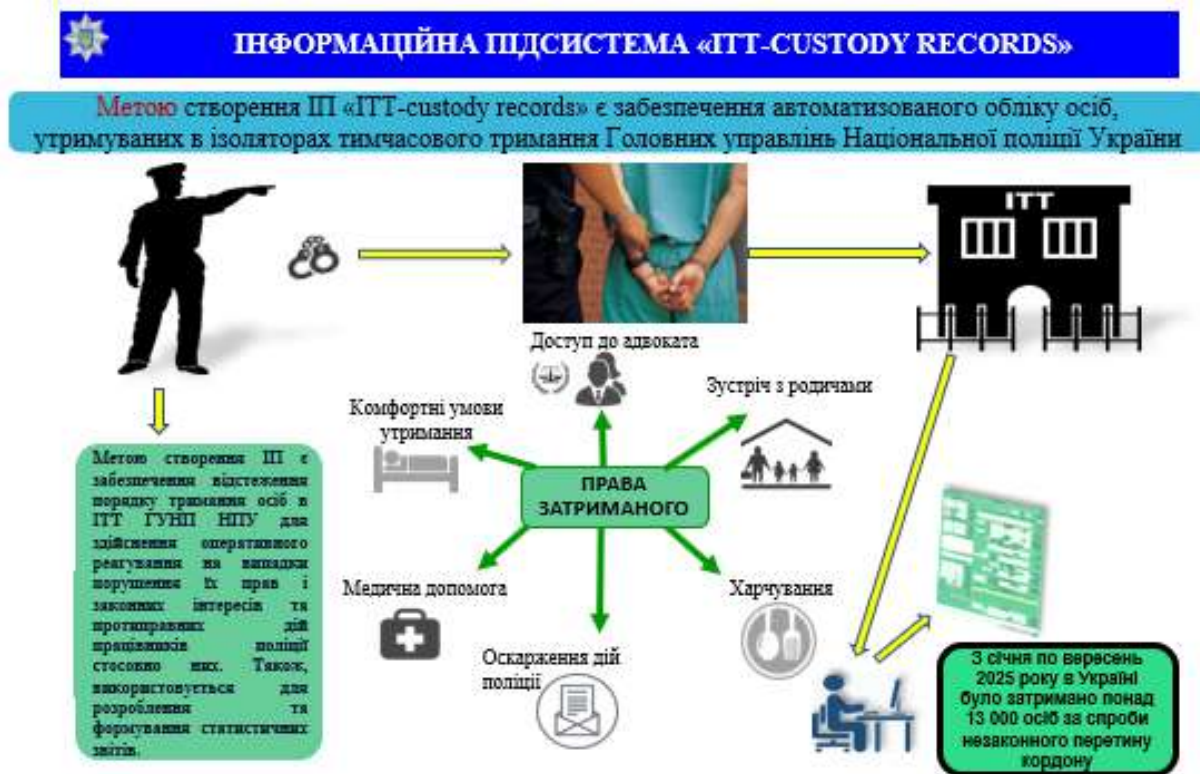 ІНФОРМАЦІЙНА ПІДСИСТЕМА «ІТТ-CUSTODY RECORDS»
Метою створення ІП «ІТТ-custody records» є забезпечення автоматизованого обліку осіб,
утримуваних в ізоляторах тимчасового тримання Головних управлінь Національної поліції України
ІТТ
Доступ до адвоката
Зустріч з родичами
Комфортні умови
утримання
ПРАВА
ЗАТРИМАНОГО
Метою створення ІП є
забезпечення відстеження
порядку тримання осіб в
ІТТ ГУНП НПУ для
здійснення оперативного
реагування на випадки
порушення їх прав і
законних інтересів та
протиправних дій
працівників поліції
стосовно них. Також,
використовується для
розроблення та
формування статистичних
звітів.
Медична допомога
Харчування
Оскарження дій
поліції
З січня по вересень
2025 року в Україні
було затримано понад
13 000 осіб за спроби
незаконного перетину
кордону